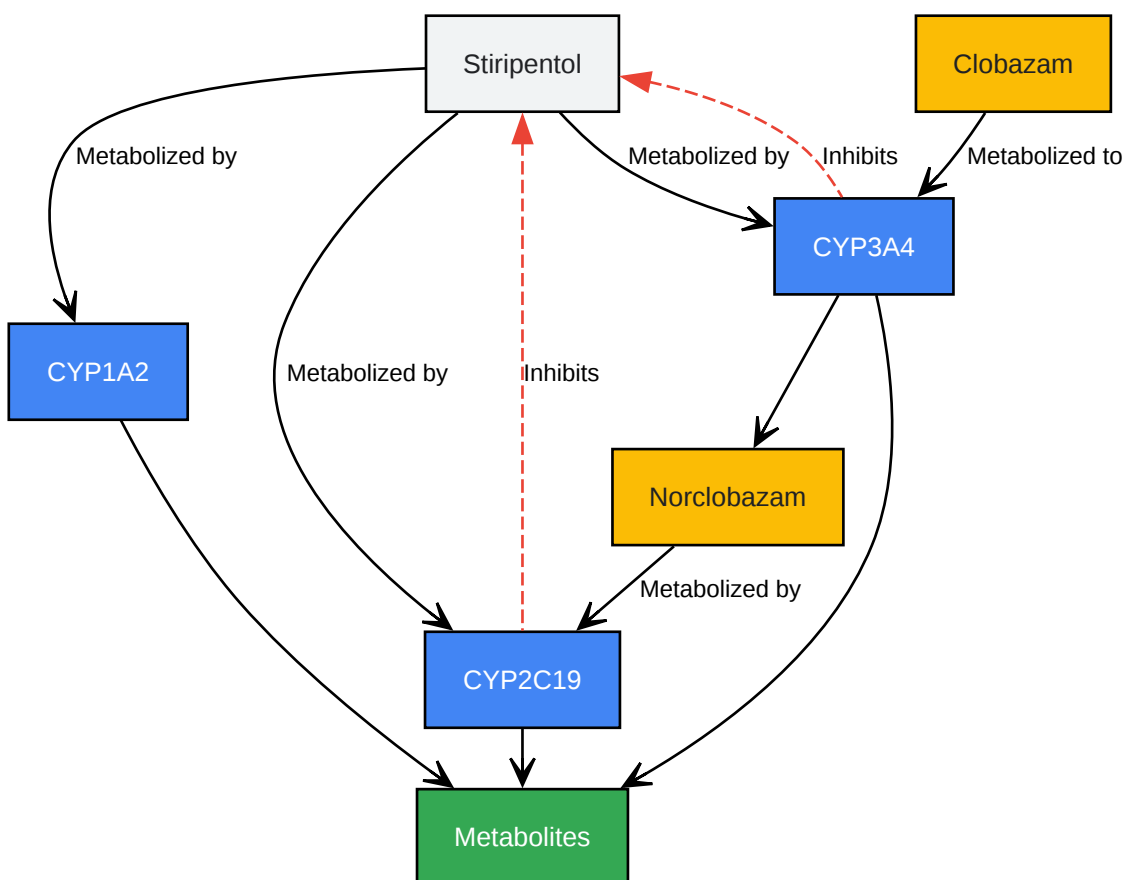 Stiripentol
Clobazam
Metabolized by
Metabolized by
Inhibits
Metabolized to
CYP3A4
CYP1A2
Metabolized by
Inhibits
Norclobazam
Metabolized by
CYP2C19
Metabolites